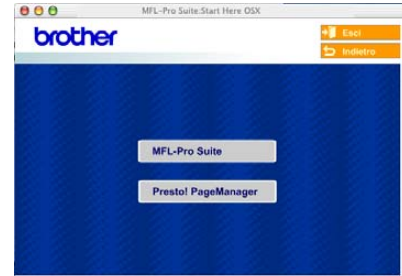 MFL-Pro Suite:Start Here OSX
brother
Esci
Indietro
MFL-Pro Suite
Presto! PageManager